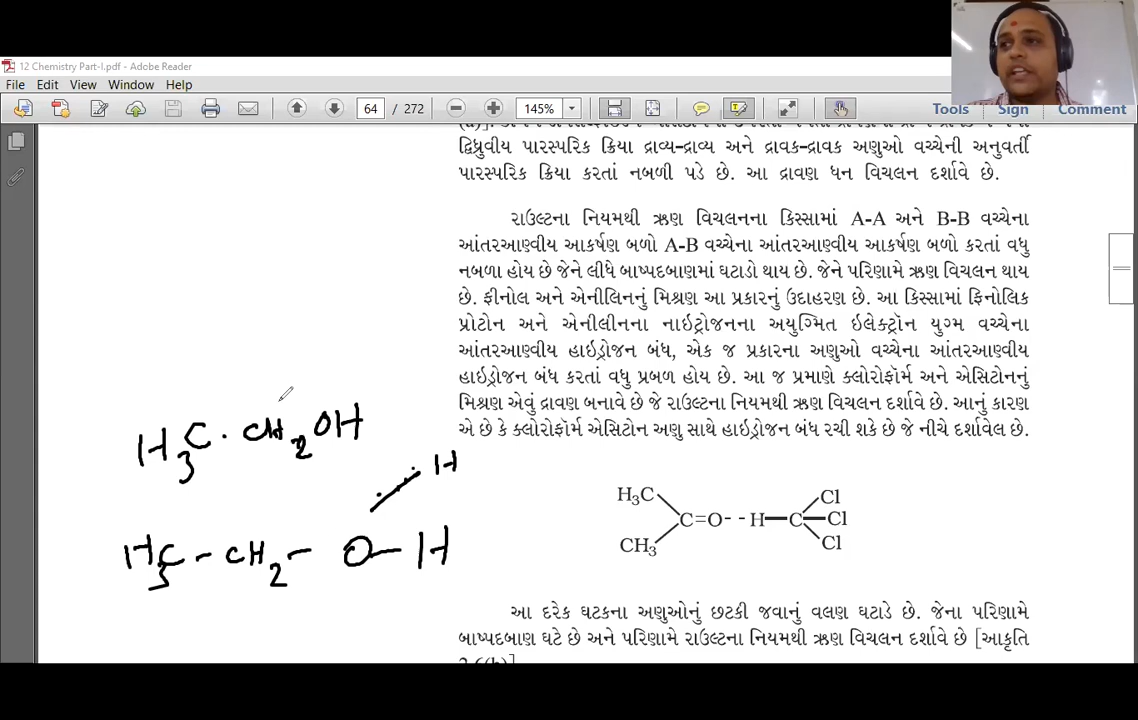 12 Chemistry Part-I.pdf - Adobe Reader
File Edit View Window Help
64 / 272 145% Tools Sign Comment
દ્વિધ્રુવીય પારસ્પરિક ક્રિયા દ્રાવ્ય–દ્રાવ્ય અને દ્રાવક–દ્રાવક અણુઓ વચ્ચેની અનુવર્તી
પારસ્પરિક ક્રિયા કરતાં નબળી પડે છે. આ દ્રાવણ ધન વિચલન દર્શાવે છે.
રાઉલ્ટના નિયમથી ઋણ વિચલનના કિસ્સામાં A-A અને B-B વચ્ચેના
આંતરઆણ્વીય આકર્ષણ બળો A-B વચ્ચેના આંતરઆણ્વીય આકર્ષણ બળો કરતાં વધુ
નબળા હોય છે જેને લીધે બાષ્પદબાણમાં ઘટાડો થાય છે. જેને પરિણામે ઋણ વિચલન થાય
છે. ફીનોલ અને એનીલિનનું મિશ્રણ આ પ્રકારનું ઉદાહરણ છે. આ કિસ્સામાં ફિનોલિક
પ્રોટોન અને એનીલીનના નાઇટ્રોજનના અયુગ્મિત ઇલેક્ટ્રૉન યુગ્મ વચ્ચેના
આંતરઆણ્વીય હાઇડ્રોજન બંધ, એક જ પ્રકારના અણુઓ વચ્ચેના આંતરઆણ્વીય
હાઇડ્રોજન બંધ કરતાં વધુ પ્રબળ હોય છે. આ જ પ્રમાણે ક્લોરોફૉર્મ અને એસિટોનનું
મિશ્રણ એવું દ્રાવણ બનાવે છે જે રાઉલ્ટના નિયમથી ઋણ વિચલન દર્શાવે છે. આનું કારણ
એ છે કે ક્લોરોફૉર્મ એસિટોન અણુ સાથે હાઇડ્રોજન બંધ રચી શકે છે જે નીચે દર્શાવેલ છે.
H₃C · CH₂OH
H
H₃C – CH₂ – O – H
H₃C Cl
C=O- -H–C–Cl
CH₃ Cl
આ દરેક ઘટકના અણુઓનું છટકી જવાનું વલણ ઘટાડે છે. જેના પરિણામે
બાષ્પદબાણ ઘટે છે અને પરિણામે રાઉલ્ટના નિયમથી ઋણ વિચલન દર્શાવે છે [આકૃતિ